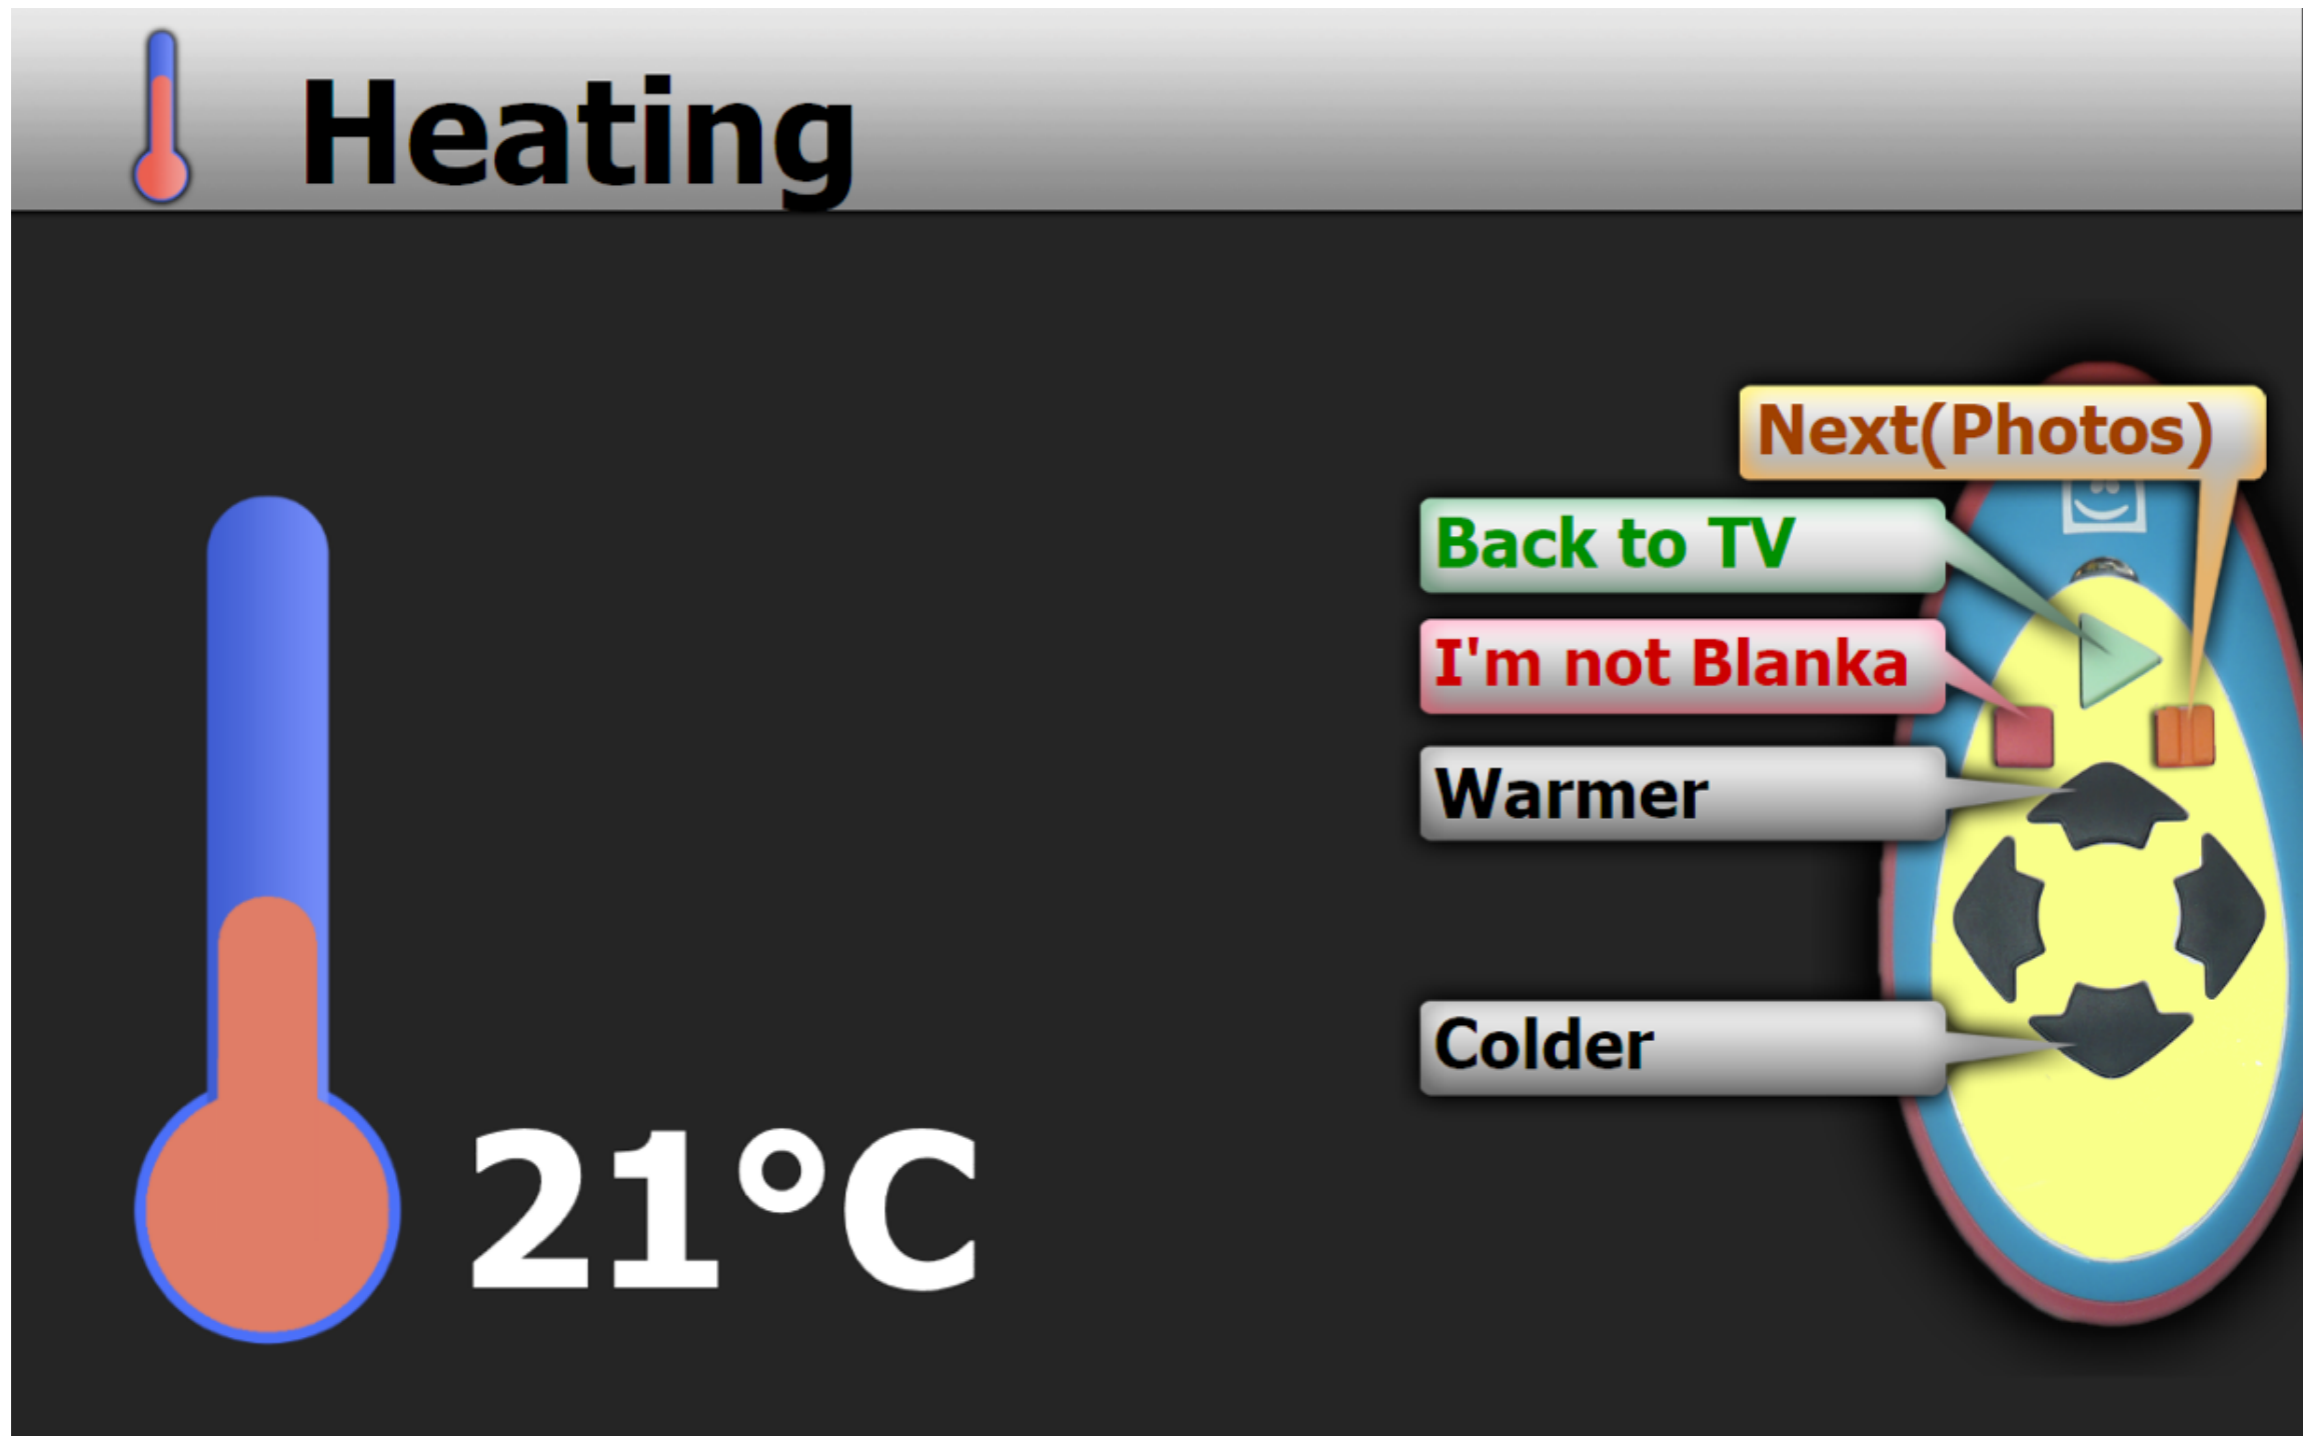 Heating
Next(Photos)
Back to TV
I'm not Blanka
Warmer
Colder
21°C